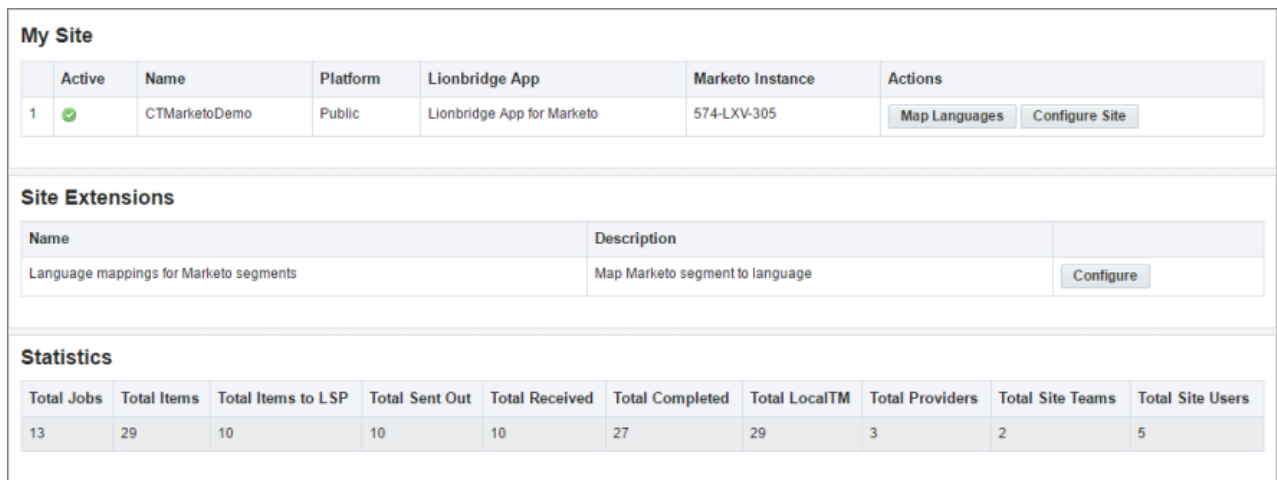 My Site
Active Name Platform Lionbridge App Marketo Instance Actions
1 CTMarketoDemo Public Lionbridge App for Marketo 574-LXV-305 Map Languages Configure Site
Site Extensions
Name Description
Language mappings for Marketo segments Map Marketo segment to language Configure
Statistics
Total Jobs Total Items Total Items to LSP Total Sent Out Total Received Total Completed Total LocalTM Total Providers Total Site Teams Total Site Users
13 29 10 10 10 27 29 3 2 5